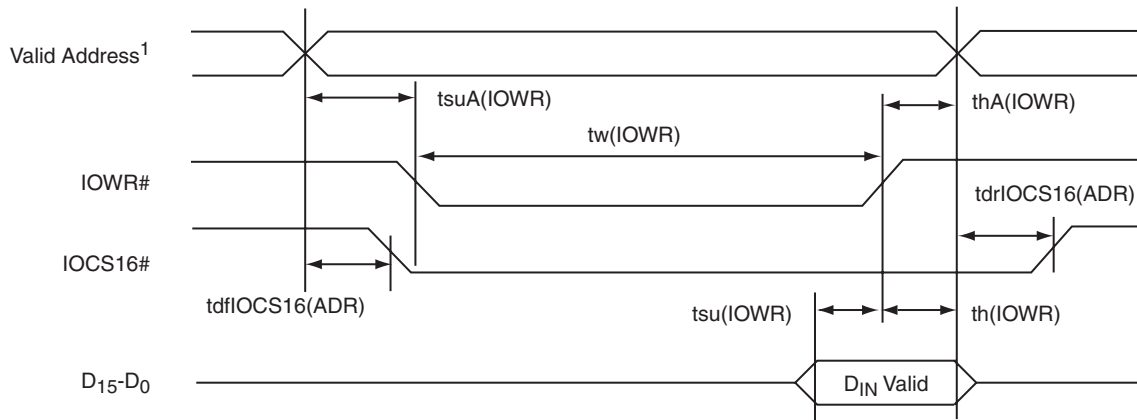 Valid Address¹
tsuA(IOWR)
thA(IOWR)
tw(IOWR)
IOWR#
tdrIOCS16(ADR)
IOCS16#
tdfIOCS16(ADR)
tsu(IOWR)
th(IOWR)
D₁₅-D₀
D_IN Valid